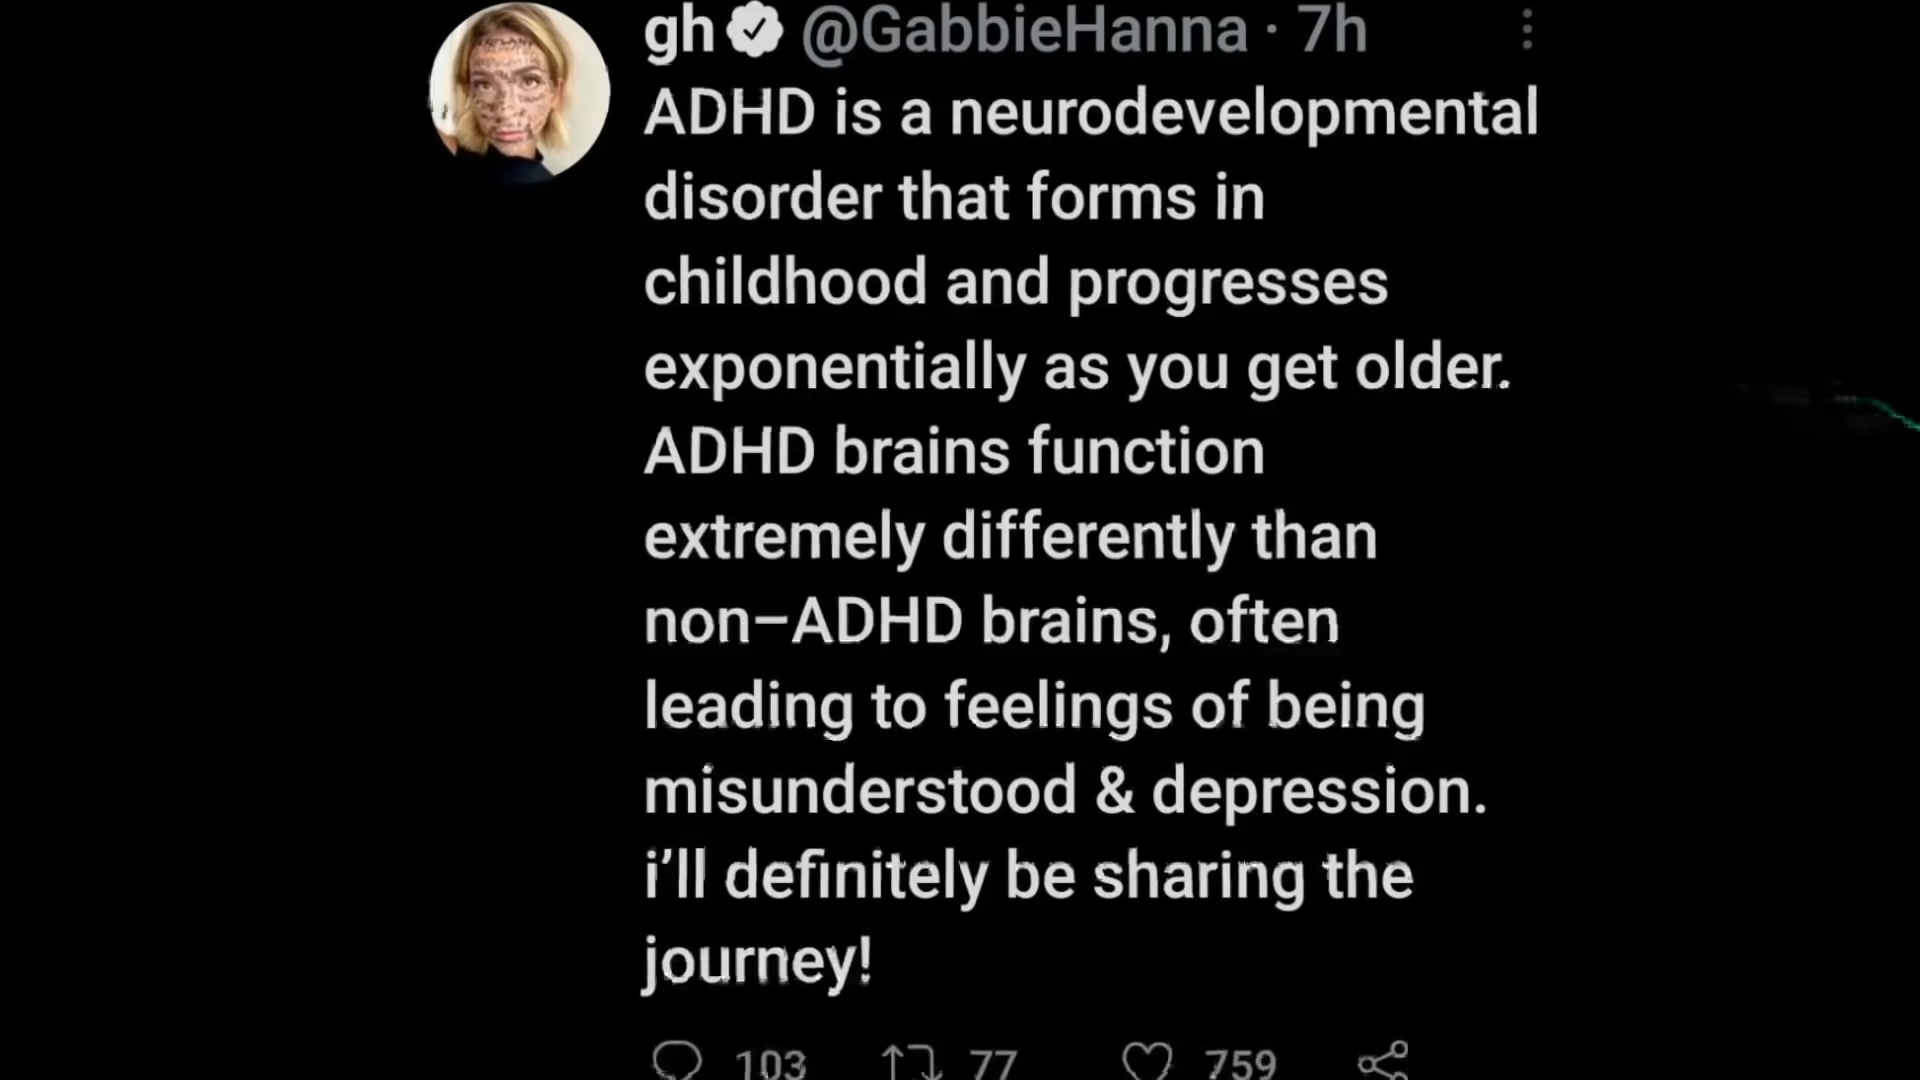 gh @GabbieHanna · 7h
ADHD is a neurodevelopmental
disorder that forms in
childhood and progresses
exponentially as you get older.
ADHD brains function
extremely differently than
non–ADHD brains, often
leading to feelings of being
misunderstood & depression.
i’ll definitely be sharing the
journey!
103 77 759